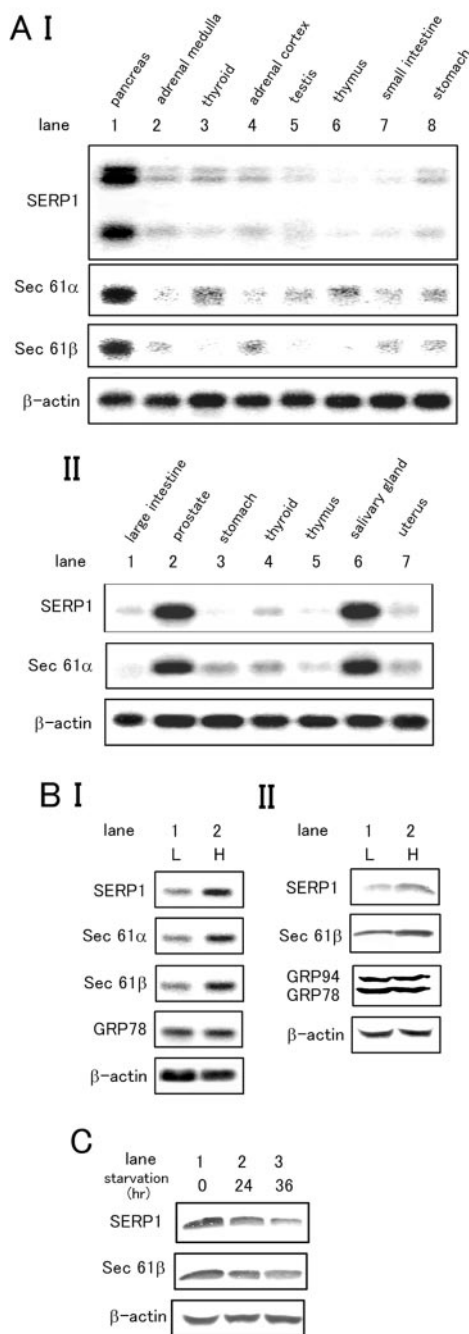 A I
pancreas adrenal medulla thyroid adrenal cortex testis thymus small intestine stomach
lane 1 2 3 4 5 6 7 8
SERP1
Sec 61α
Sec 61β
β-actin
II
large intestine prostate stomach thyroid thymus salivary gland uterus
lane 1 2 3 4 5 6 7
SERP1
Sec 61α
β-actin
B I
lane 1 2
L H
SERP1
Sec 61α
Sec 61β
GRP78
β-actin
II
lane 1 2
L H
SERP1
Sec 61β
GRP94
GRP78
β-actin
C
lane 1 2 3
starvation 0 24 36
(hr)
SERP1
Sec 61β
β-actin